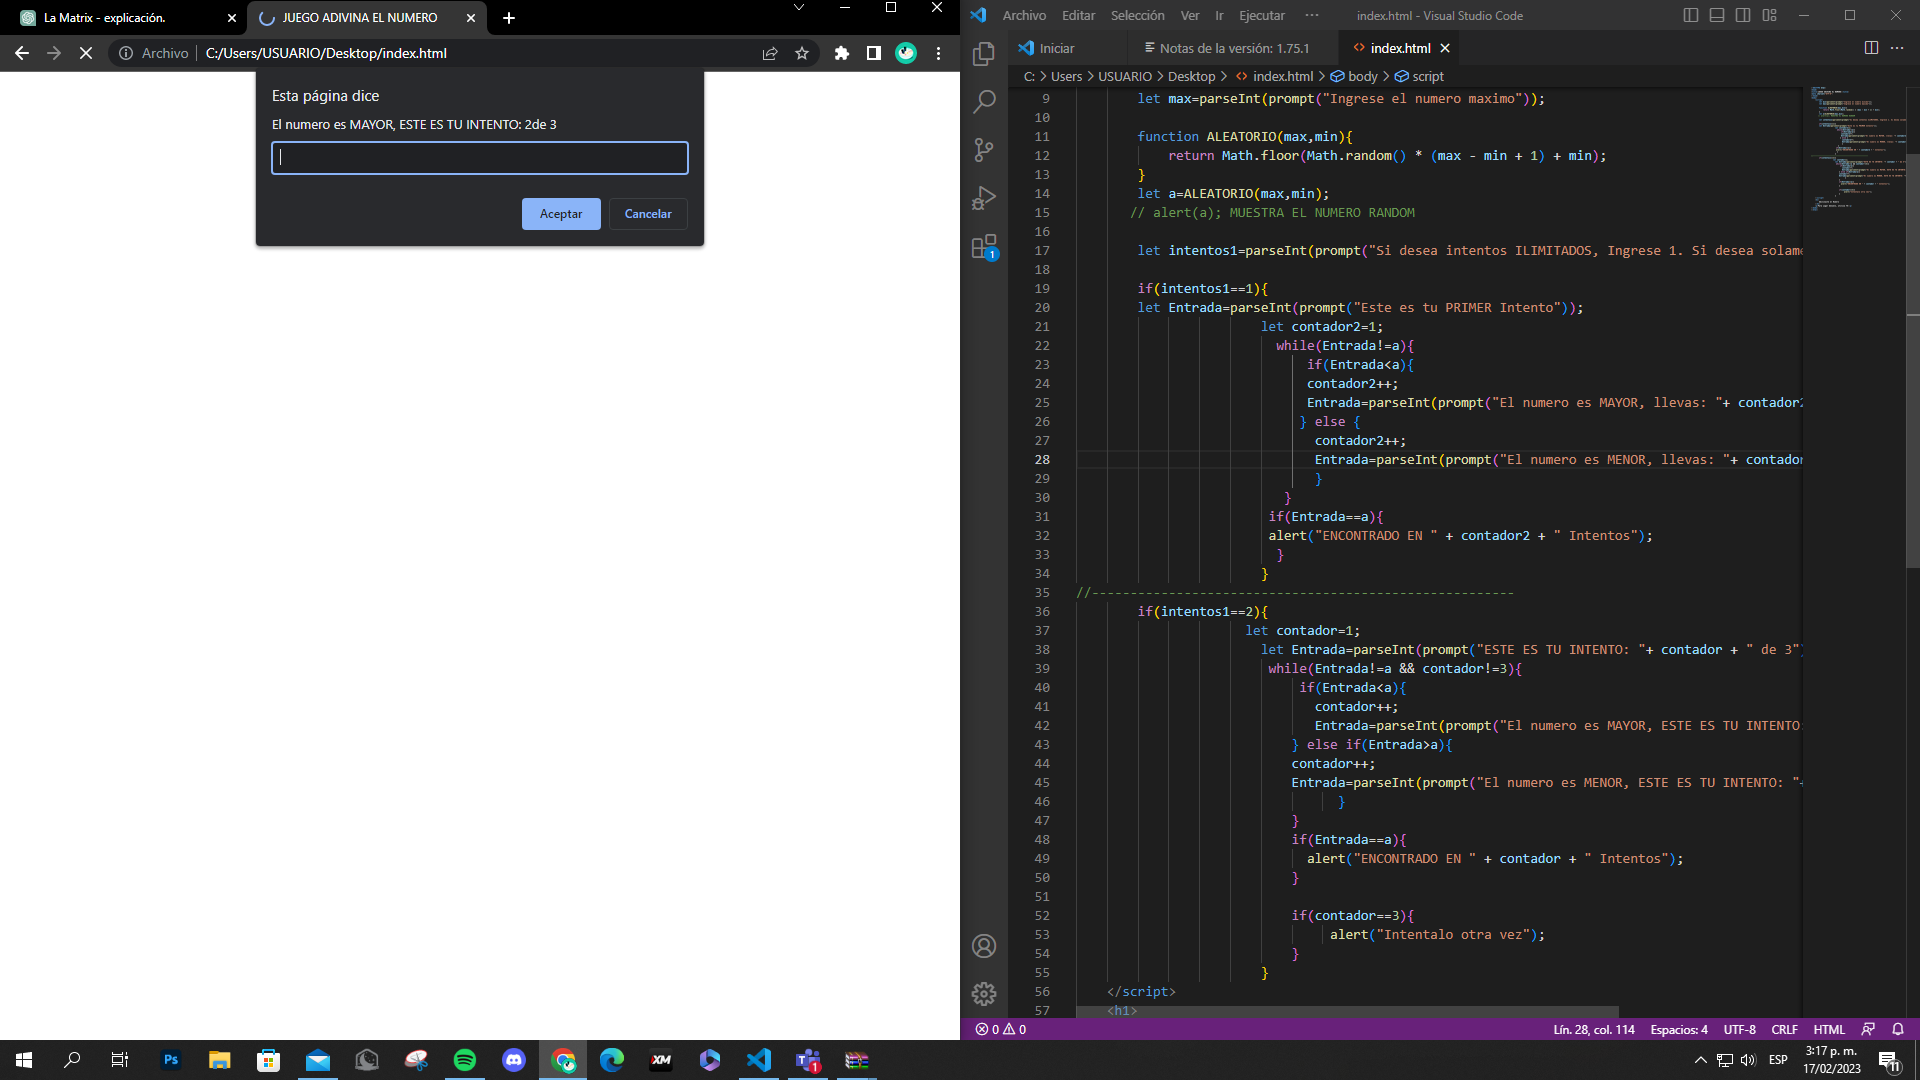 La Matrix - explicación.
JUEGO ADIVINA EL NUMERO
Archivo
C:/Users/USUARIO/Desktop/index.html
Esta página dice
El numero es MAYOR, ESTE ES TU INTENTO: 2de 3
Aceptar
Cancelar
Archivo
Editar
Selección
Ver
Ir
Ejecutar
index.html - Visual Studio Code
Iniciar
Notas de la versión: 1.75.1
index.html
C: > Users > USUARIO > Desktop > index.html > body > script
1
9 let max=parseInt(prompt("Ingrese el numero maximo"));
10
11 function ALEATORIO(max,min){
12 return Math.floor(Math.random() * (max - min + 1) + min);
13 }
14 let a=ALEATORIO(max,min);
15 // alert(a); MUESTRA EL NUMERO RANDOM
16
17 let intentos1=parseInt(prompt("Si desea intentos ILIMITADOS, Ingrese 1. Si desea solam
18
19 if(intentos1==1){
20 let Entrada=parseInt(prompt("Este es tu PRIMER Intento"));
21 let contador2=1;
22 while(Entrada!=a){
23 if(Entrada<a){
24 contador2++;
25 Entrada=parseInt(prompt("El numero es MAYOR, llevas: "+ contador2
26 } else {
27 contador2++;
28 Entrada=parseInt(prompt("El numero es MENOR, llevas: "+ contador
29 }
30 }
31 if(Entrada==a){
32 alert("ENCONTRADO EN " + contador2 + " Intentos");
33 }
34 }
35 //-------------------------------------------------------
36 if(intentos1==2){
37 let contador=1;
38 let Entrada=parseInt(prompt("ESTE ES TU INTENTO: "+ contador + " de 3")
39 while(Entrada!=a && contador!=3){
40 if(Entrada<a){
41 contador++;
42 Entrada=parseInt(prompt("El numero es MAYOR, ESTE ES TU INTENTO:
43 } else if(Entrada>a){
44 contador++;
45 Entrada=parseInt(prompt("El numero es MENOR, ESTE ES TU INTENTO: "+
46 }
47 }
48 if(Entrada==a){
49 alert("ENCONTRADO EN " + contador + " Intentos");
50 }
51
52 if(contador==3){
53 alert("Intentalo otra vez");
54 }
55 }
56 </script>
57 <h1>
0 0
Lín. 28, col. 114
Espacios: 4
UTF-8
CRLF
HTML
Ps
XM
1
ESP
3:17 p. m.
17/02/2023
11